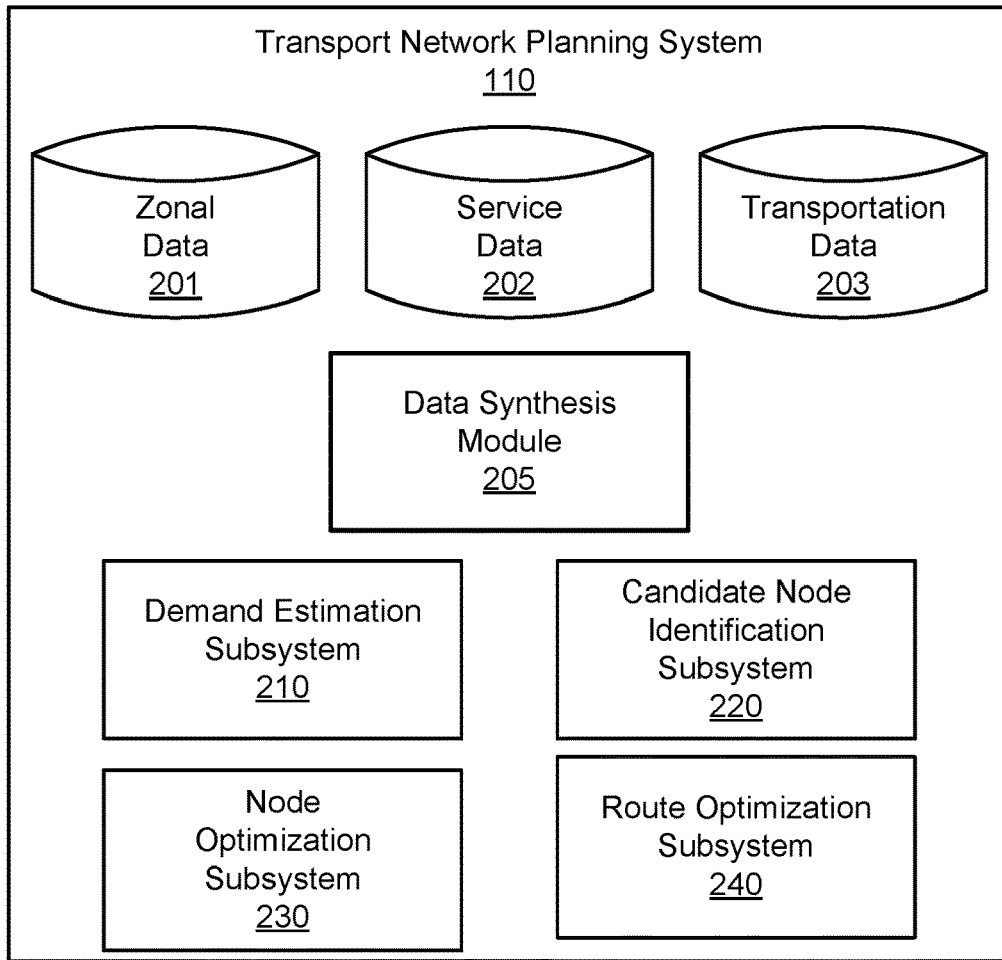 Transport Network Planning System
110
Zonal
Data
201
Service
Data
202
Transportation
Data
203
Data Synthesis
Module
205
Demand Estimation
Subsystem
210
Candidate Node
Identification
Subsystem
220
Node
Optimization
Subsystem
230
Route Optimization
Subsystem
240